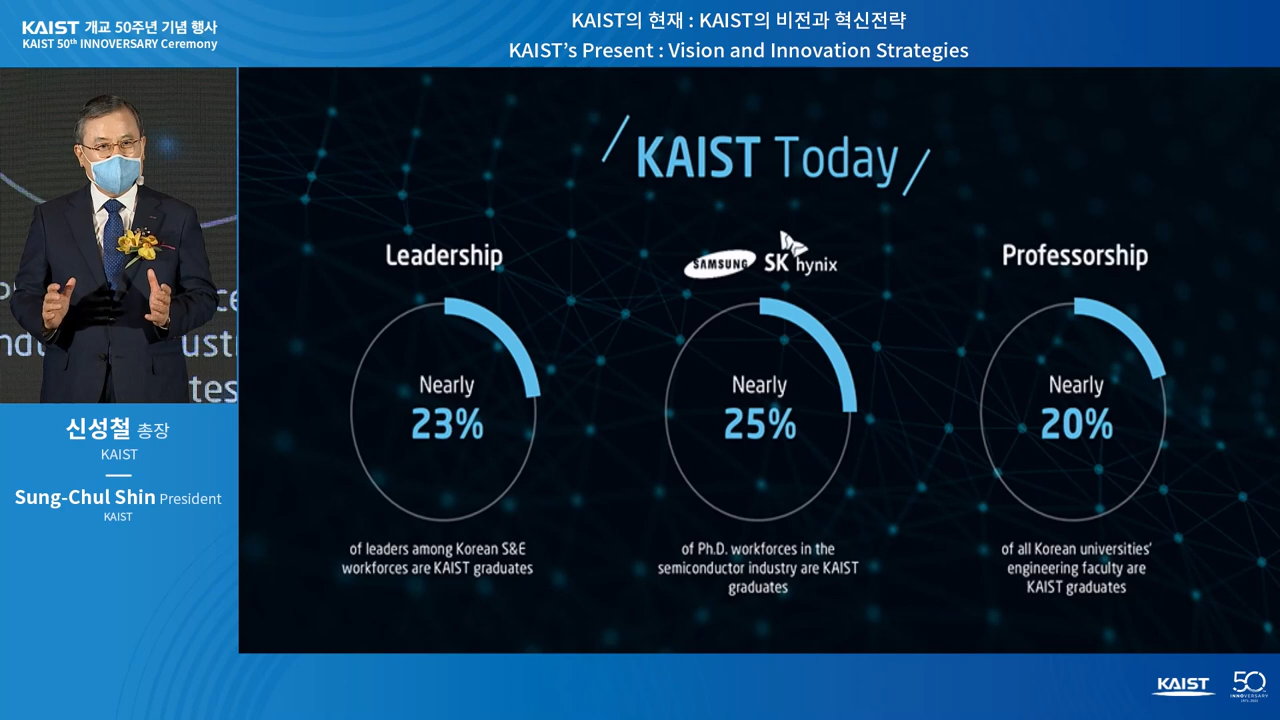 KAIST 개교 50주년 기념 행사
KAIST 50th INNOVERSARY Ceremony
KAIST의 현재 : KAIST의 비전과 혁신전략
KAIST’s Present : Vision and Innovation Strategies
신성철 총장
KAIST
Sung-Chul Shin President
KAIST
KAIST Today
Leadership
Nearly
23%
of leaders among Korean S&E
workforces are KAIST graduates
SAMSUNG SK hynix
Nearly
25%
of Ph.D. workforces in the
semiconductor industry are KAIST
graduates
Professorship
Nearly
20%
of all Korean universities’
engineering faculty are
KAIST graduates
KAIST
50
INNOVERSARY
1971-2021